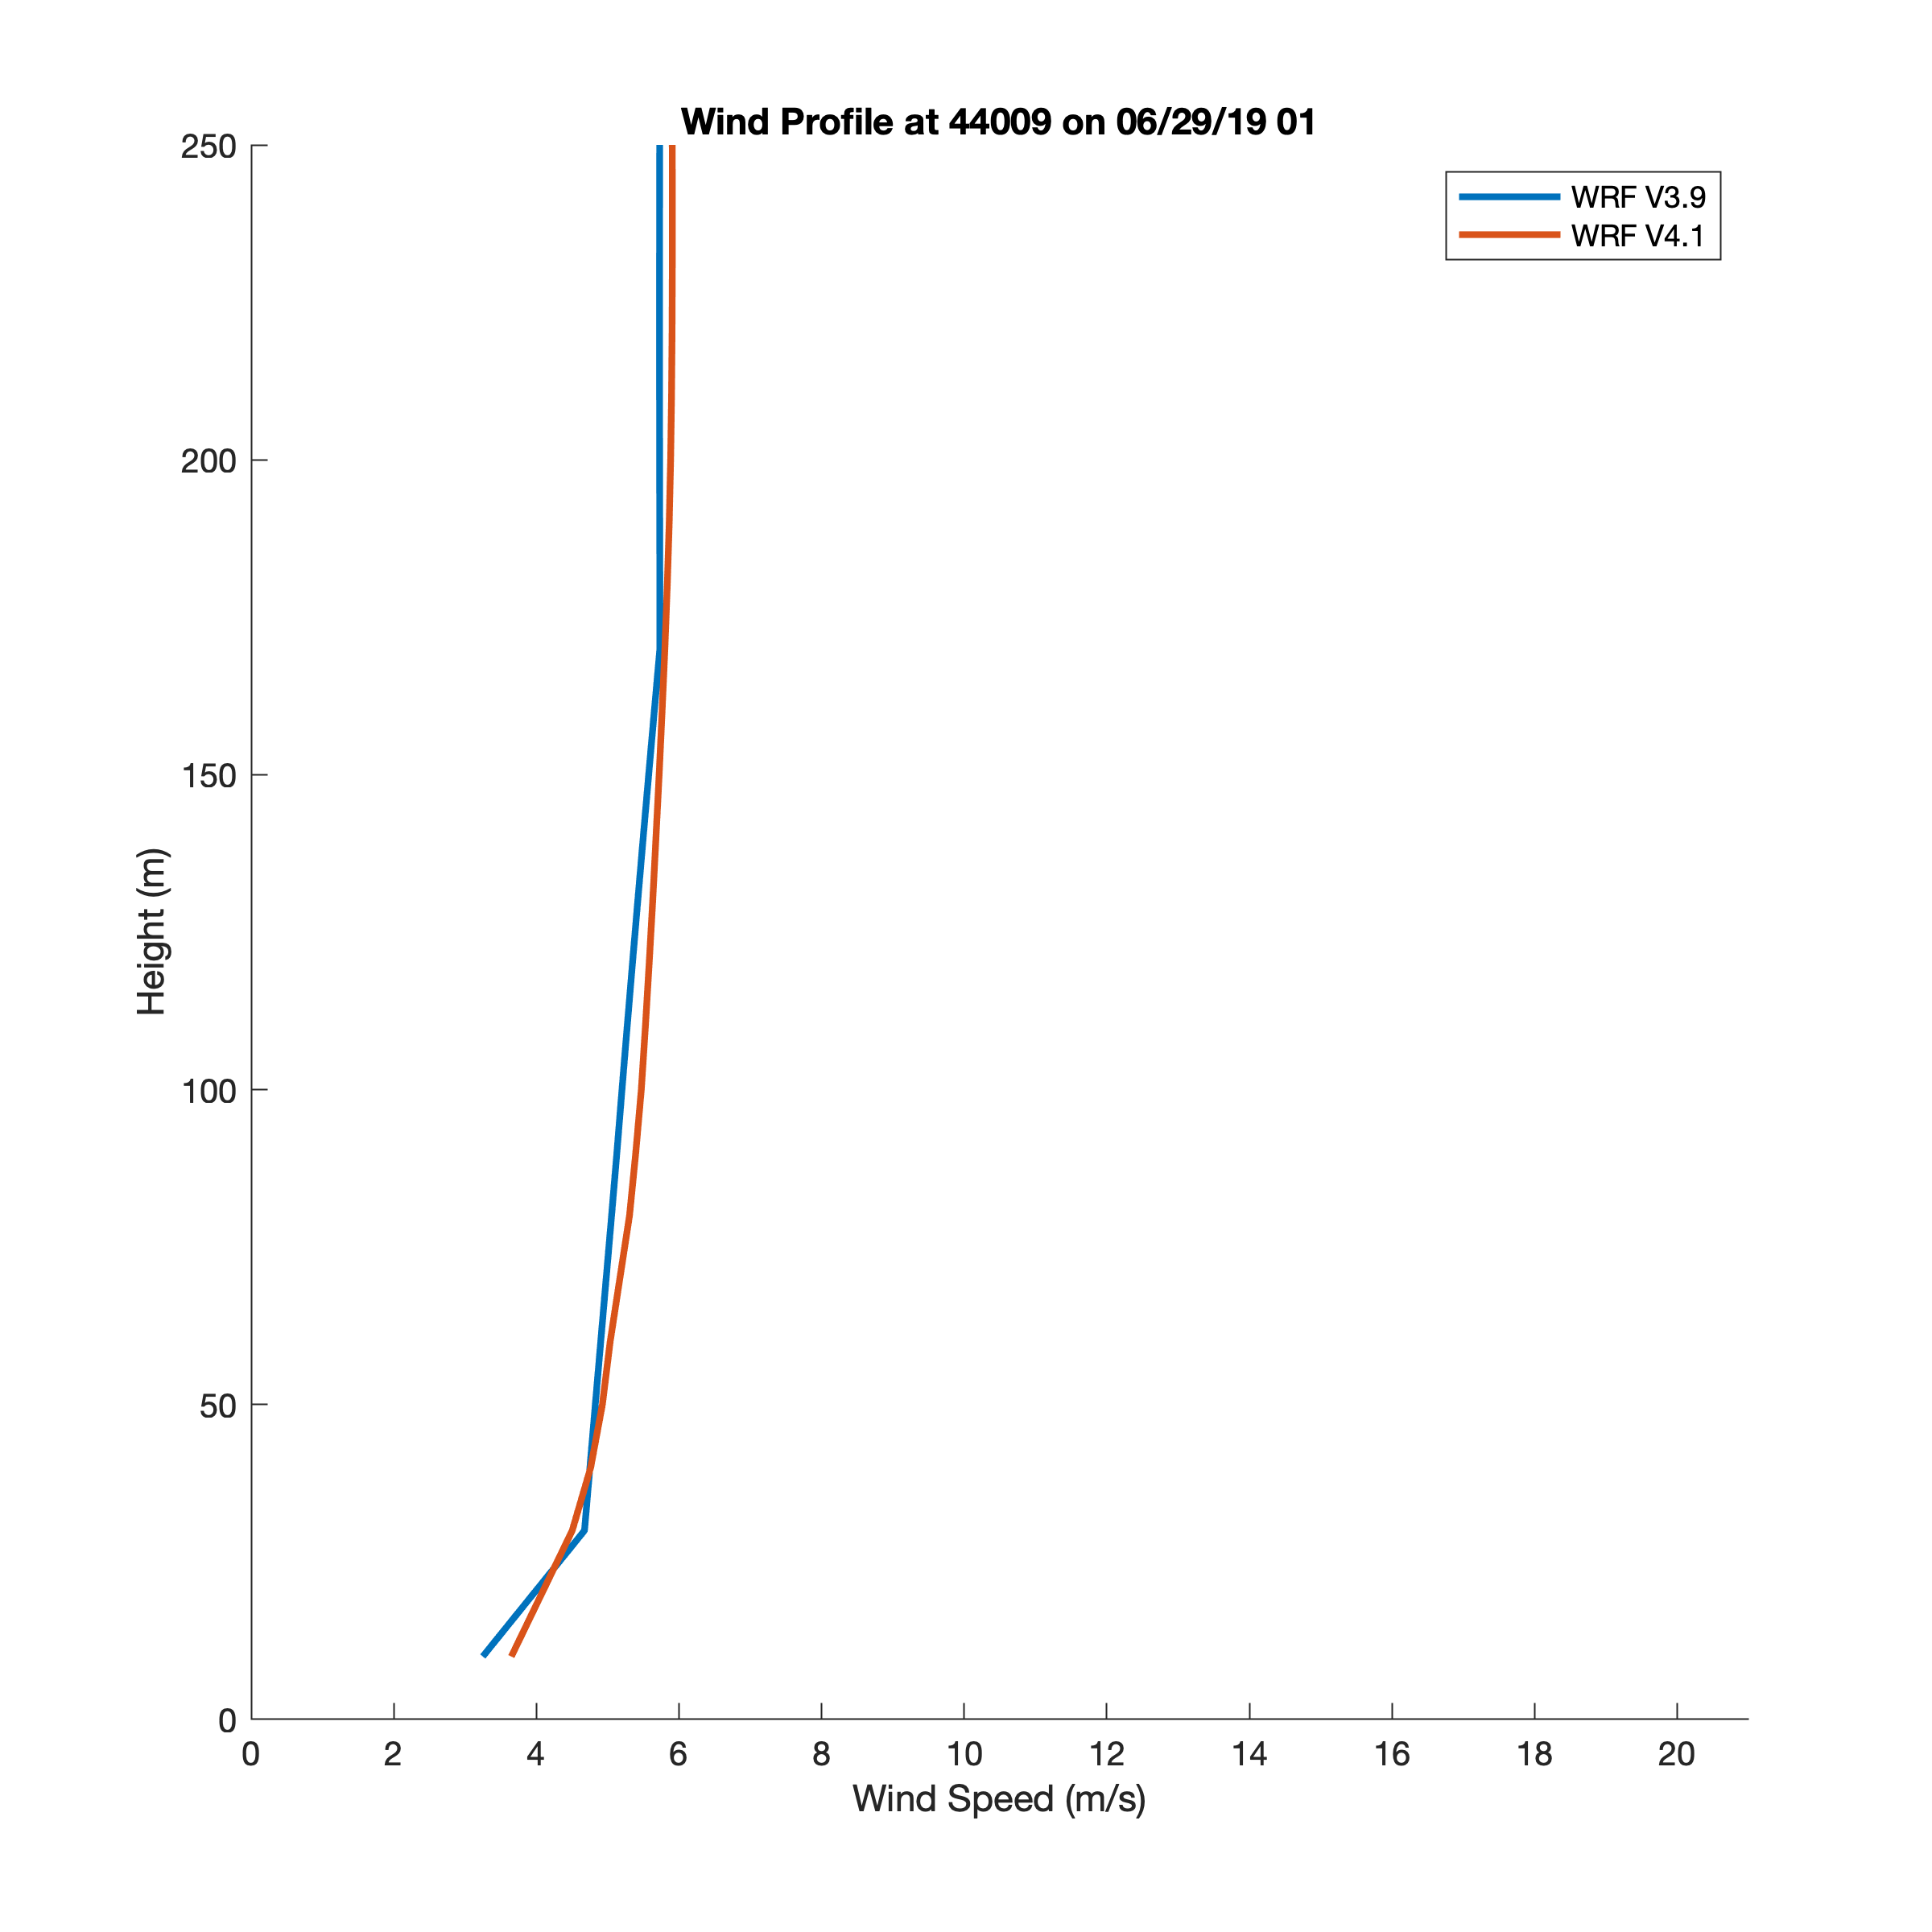 Wind Profile at 44009 on 06/29/19 01
250
200
150
100
50
0
Height (m)
WRF V3.9
WRF V4.1
0 2 4 6 8 10 12 14 16 18 20
Wind Speed (m/s)